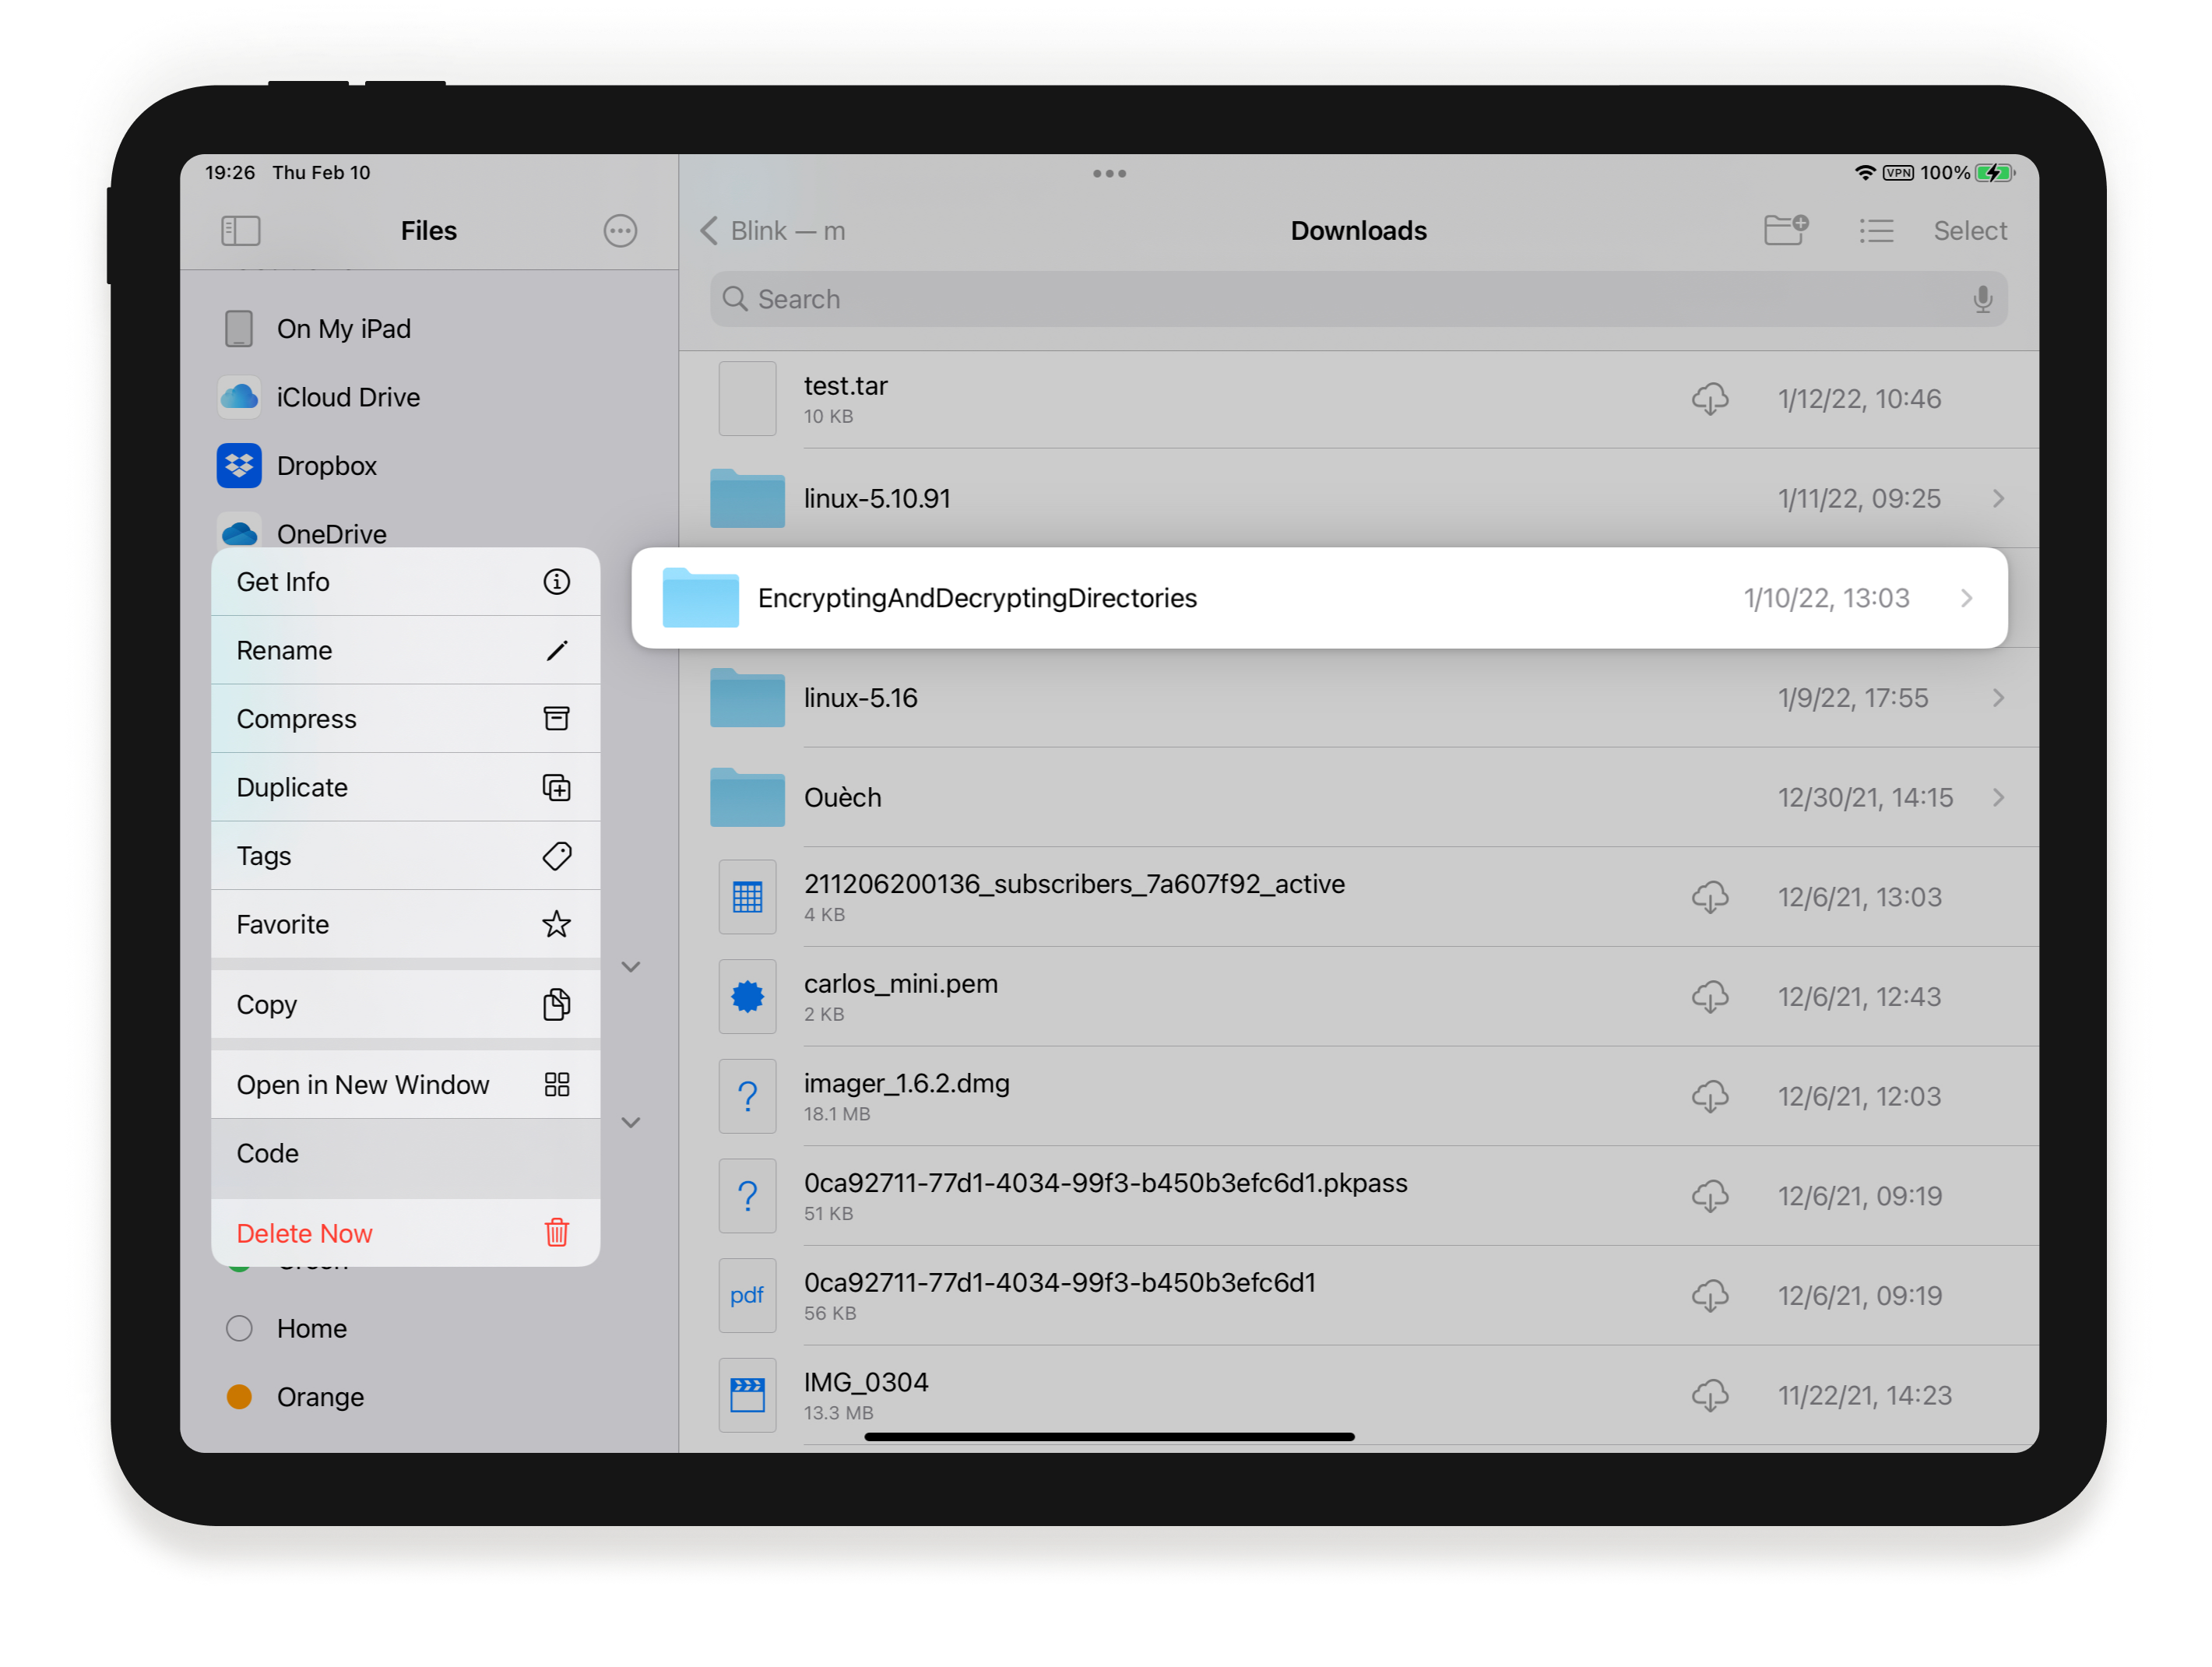 19:26 Thu Feb 10
VPN 100%
Files
Blink — m
Downloads
Select
Search
On My iPad
iCloud Drive
Dropbox
OneDrive
Get Info
Rename
Compress
Duplicate
Tags
Favorite
Copy
Open in New Window
Code
Delete Now
Green
Home
Orange
test.tar
10 KB
1/12/22, 10:46
linux-5.10.91
1/11/22, 09:25
EncryptingAndDecryptingDirectories
1/10/22, 13:03
linux-5.16
1/9/22, 17:55
Ouèch
12/30/21, 14:15
211206200136_subscribers_7a607f92_active
4 KB
12/6/21, 13:03
carlos_mini.pem
2 KB
12/6/21, 12:43
?
imager_1.6.2.dmg
18.1 MB
12/6/21, 12:03
?
0ca92711-77d1-4034-99f3-b450b3efc6d1.pkpass
51 KB
12/6/21, 09:19
pdf
0ca92711-77d1-4034-99f3-b450b3efc6d1
56 KB
12/6/21, 09:19
IMG_0304
13.3 MB
11/22/21, 14:23